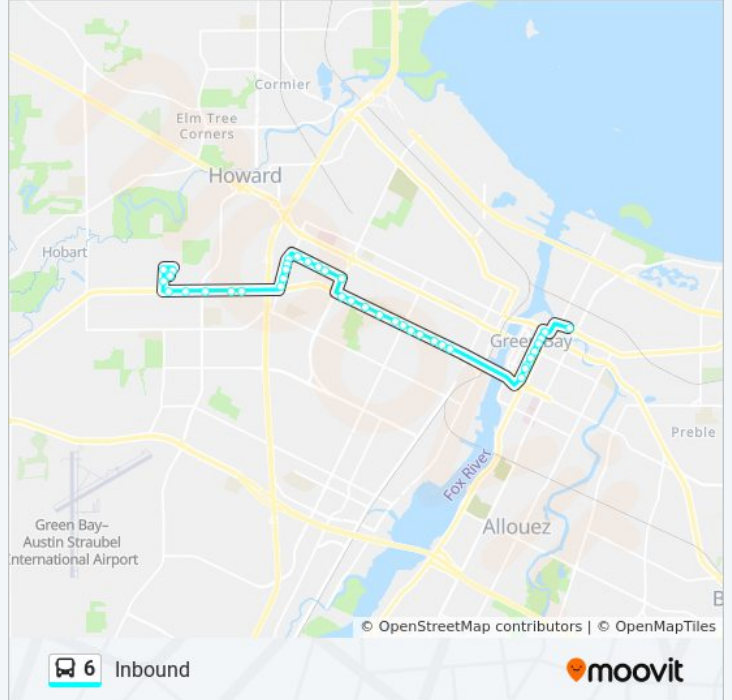 Cormier
Elm Tree
Corners
Howard
Hobart
Green Bay
Preble
Fox River
Green Bay–
Austin Straubel
International Airport
Allouez
B
© OpenStreetMap contributors | © OpenMapTiles
6 Inbound
moovit